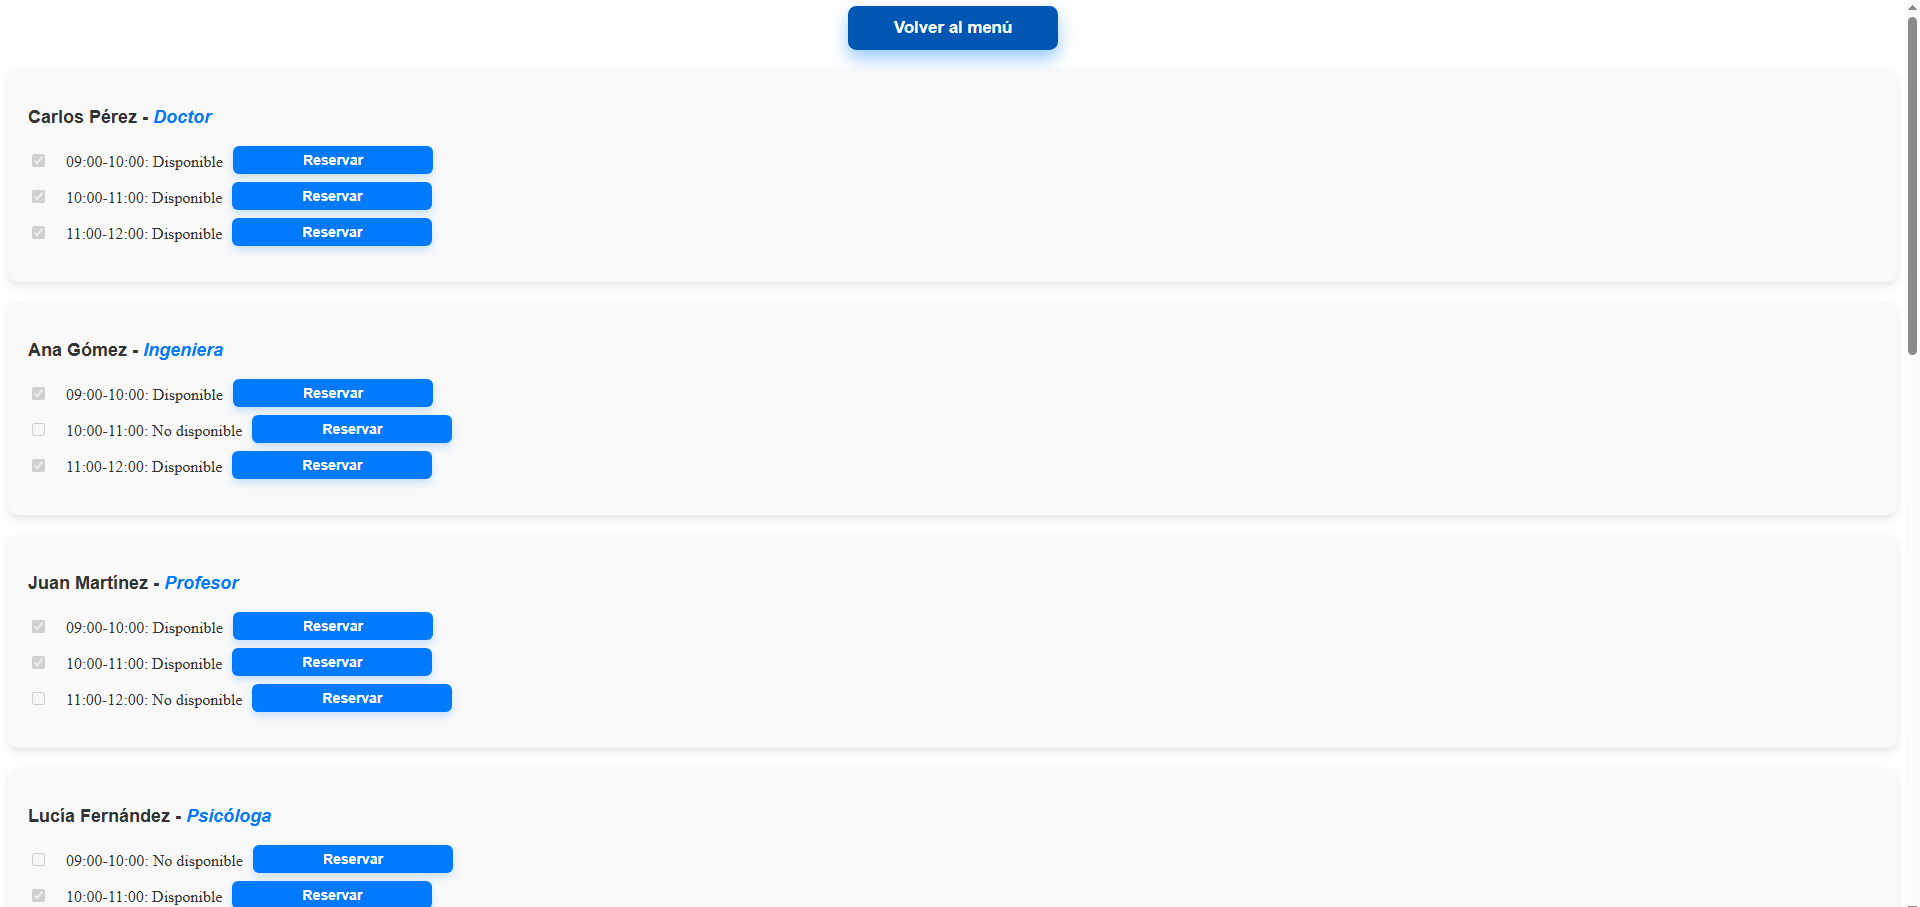 Volver al menú
Carlos Pérez - Doctor
09:00-10:00: Disponible Reservar
10:00-11:00: Disponible Reservar
11:00-12:00: Disponible Reservar
Ana Gómez - Ingeniera
09:00-10:00: Disponible Reservar
10:00-11:00: No disponible Reservar
11:00-12:00: Disponible Reservar
Juan Martínez - Profesor
09:00-10:00: Disponible Reservar
10:00-11:00: Disponible Reservar
11:00-12:00: No disponible Reservar
Lucía Fernández - Psicóloga
09:00-10:00: No disponible Reservar
10:00-11:00: Disponible Reservar